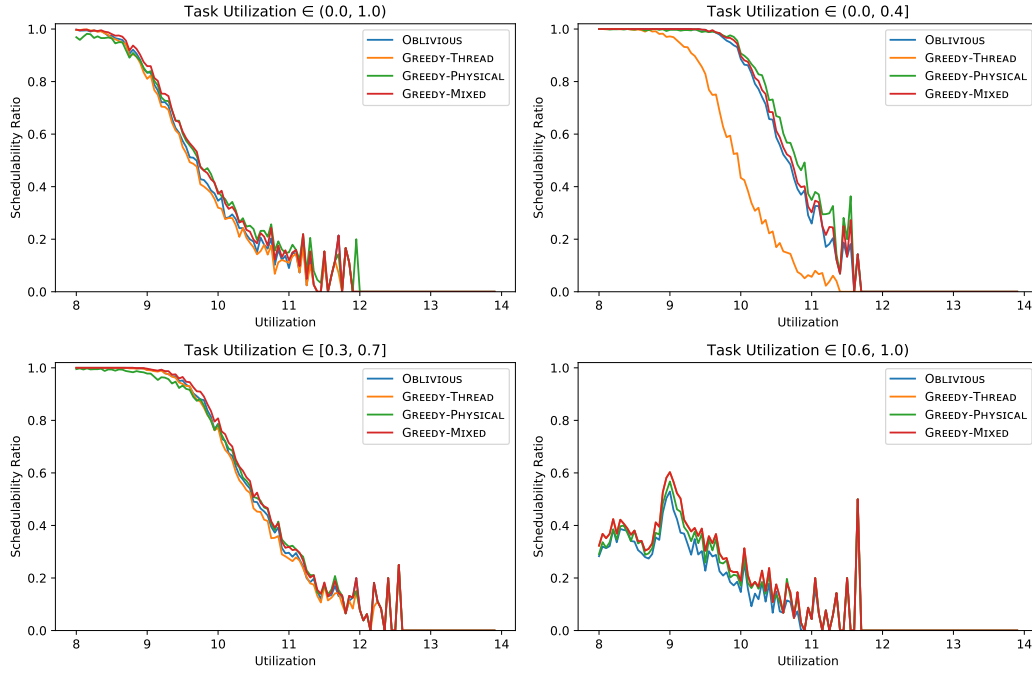 Task Utilization ∈ (0.0, 1.0)
Schedulability Ratio
1.0
0.8
0.6
0.4
0.2
0.0
OBLIVIOUS
GREEDY-THREAD
GREEDY-PHYSICAL
GREEDY-MIXED
8 9 10 11 12 13 14
Utilization
Task Utilization ∈ (0.0, 0.4]
Schedulability Ratio
1.0
0.8
0.6
0.4
0.2
0.0
OBLIVIOUS
GREEDY-THREAD
GREEDY-PHYSICAL
GREEDY-MIXED
8 9 10 11 12 13 14
Utilization
Task Utilization ∈ [0.3, 0.7]
Schedulability Ratio
1.0
0.8
0.6
0.4
0.2
0.0
OBLIVIOUS
GREEDY-THREAD
GREEDY-PHYSICAL
GREEDY-MIXED
8 9 10 11 12 13 14
Utilization
Task Utilization ∈ [0.6, 1.0)
Schedulability Ratio
1.0
0.8
0.6
0.4
0.2
0.0
OBLIVIOUS
GREEDY-THREAD
GREEDY-PHYSICAL
GREEDY-MIXED
8 9 10 11 12 13 14
Utilization